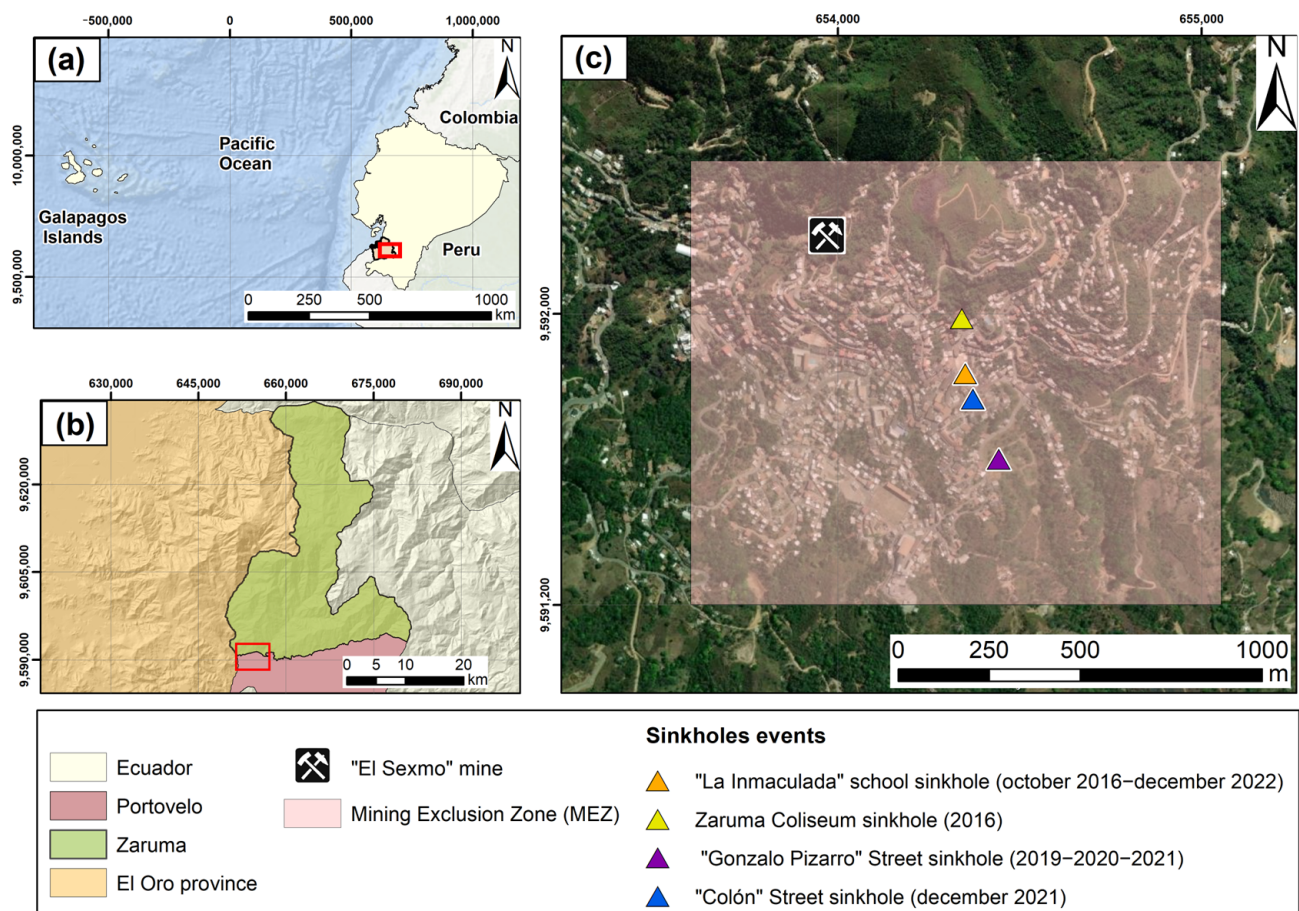 −500,000 0 500,000 1,000,000
(a)
N
Colombia
Pacific
Ocean
10,000,000
Galapagos
Islands
Peru
9,500,000
0 250 500 1000
km
630,000 645,000 660,000 675,000 690,000
(b)
N
9,620,000
9,605,000
9,590,000
0 5 10 20
km
654,000 655,000
(c)
N
9,592,000
9,591,200
0 250 500 1000
m
Ecuador
Portovelo
Zaruma
El Oro province
"El Sexmo" mine
Mining Exclusion Zone (MEZ)
Sinkholes events
"La Inmaculada" school sinkhole (october 2016−december 2022)
Zaruma Coliseum sinkhole (2016)
"Gonzalo Pizarro" Street sinkhole (2019−2020−2021)
"Colón" Street sinkhole (december 2021)